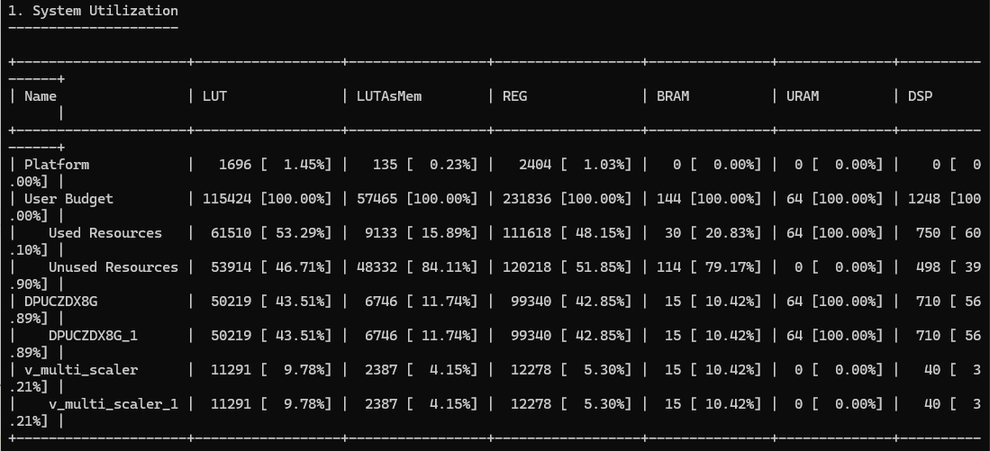 1. System Utilization
---------------------
+---------------------+------------------+-----------------+------------------+---------------+--------------+----------
------+
| Name                | LUT              | LUTAsMem        | REG              | BRAM          | URAM         | DSP
      |
+---------------------+------------------+-----------------+------------------+---------------+--------------+----------
------+
| Platform            |   1696 [  1.45%] |   135 [  0.23%] |   2404 [  1.03%] |   0 [  0.00%] |  0 [  0.00%] |    0 [  0
.00%] |
| User Budget         | 115424 [100.00%] | 57465 [100.00%] | 231836 [100.00%] | 144 [100.00%] | 64 [100.00%] | 1248 [100
.00%] |
|    Used Resources   |  61510 [ 53.29%] |  9133 [ 15.89%] | 111618 [ 48.15%] |  30 [ 20.83%] | 64 [100.00%] |  750 [ 60
.10%] |
|    Unused Resources |  53914 [ 46.71%] | 48332 [ 84.11%] | 120218 [ 51.85%] | 114 [ 79.17%] |  0 [  0.00%] |  498 [ 39
.90%] |
| DPUCZDX8G           |  50219 [ 43.51%] |  6746 [ 11.74%] |  99340 [ 42.85%] |  15 [ 10.42%] | 64 [100.00%] |  710 [ 56
.89%] |
|    DPUCZDX8G_1      |  50219 [ 43.51%] |  6746 [ 11.74%] |  99340 [ 42.85%] |  15 [ 10.42%] | 64 [100.00%] |  710 [ 56
.89%] |
| v_multi_scaler      |  11291 [  9.78%] |  2387 [  4.15%] |  12278 [  5.30%] |  15 [ 10.42%] |  0 [  0.00%] |   40 [  3
.21%] |
|    v_multi_scaler_1 |  11291 [  9.78%] |  2387 [  4.15%] |  12278 [  5.30%] |  15 [ 10.42%] |  0 [  0.00%] |   40 [  3
.21%] |
+---------------------+------------------+-----------------+------------------+---------------+--------------+----------